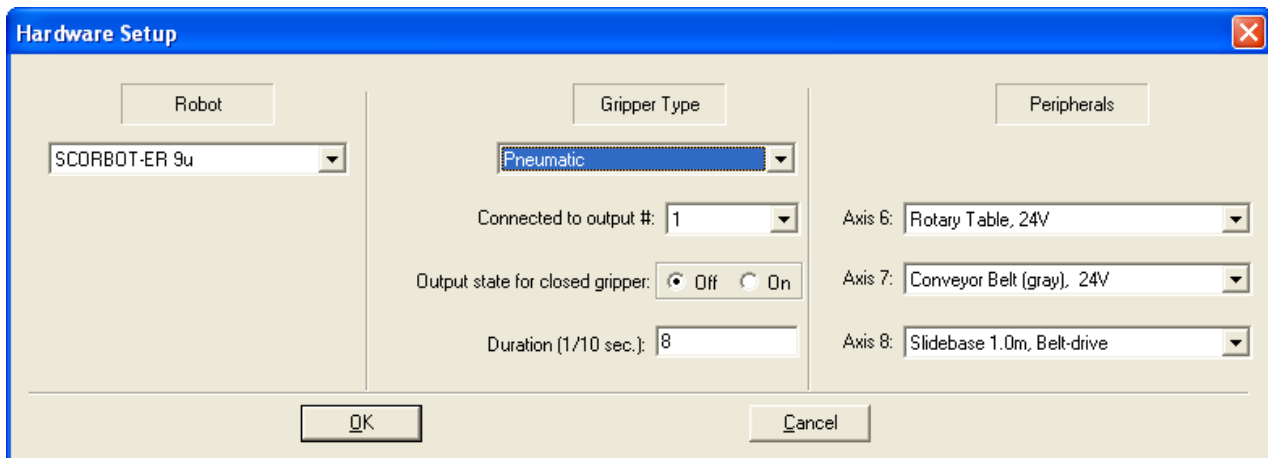 Hardware Setup
Robot
SCORBOT-ER 9u
Gripper Type
Pneumatic
Connected to output #: 1
Output state for closed gripper: Off On
Duration (1/10 sec.): 8
Peripherals
Axis 6: Rotary Table, 24V
Axis 7: Conveyor Belt (gray), 24V
Axis 8: Slidebase 1.0m, Belt-drive
OK
Cancel